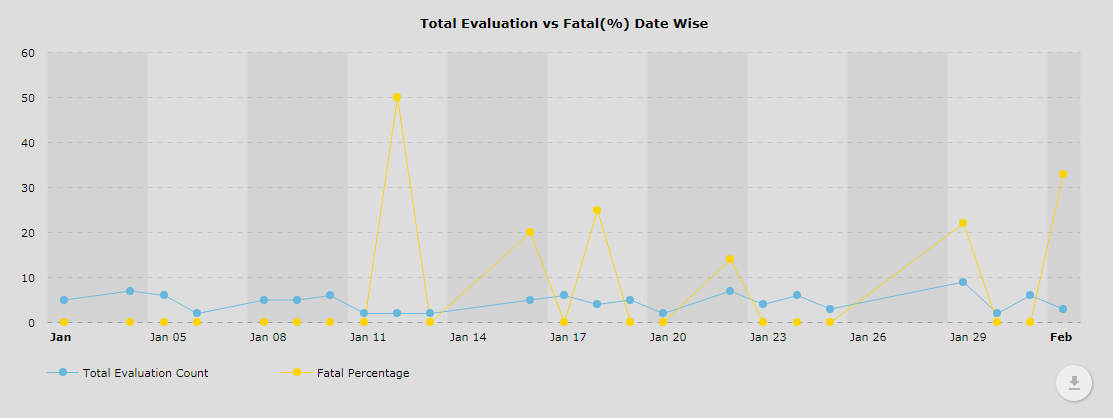 Total Evaluation vs Fatal(%) Date Wise
60
50
40
30
20
10
0
Jan Jan 05 Jan 08 Jan 11 Jan 14 Jan 17 Jan 20 Jan 23 Jan 26 Jan 29 Feb
Total Evaluation Count Fatal Percentage